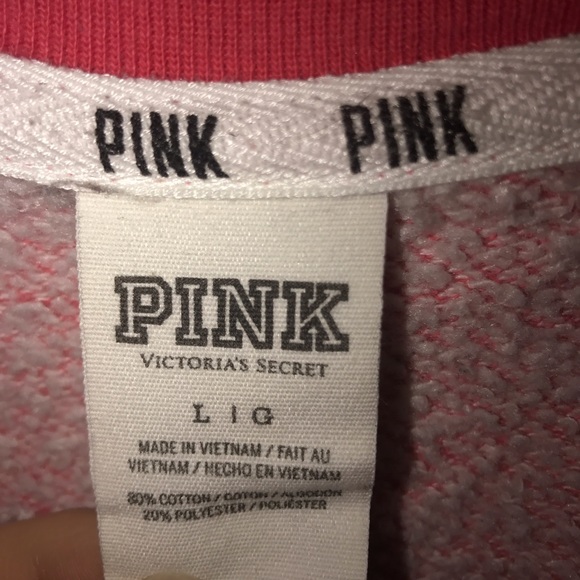 PINK PINK
PINK
VICTORIA'S SECRET
L | G
MADE IN VIETNAM / FAIT AU
VIETNAM / HECHO EN VIETNAM
80% COTTON / COTON / ALGODON
20% POLYESTER / POLIÉSTER